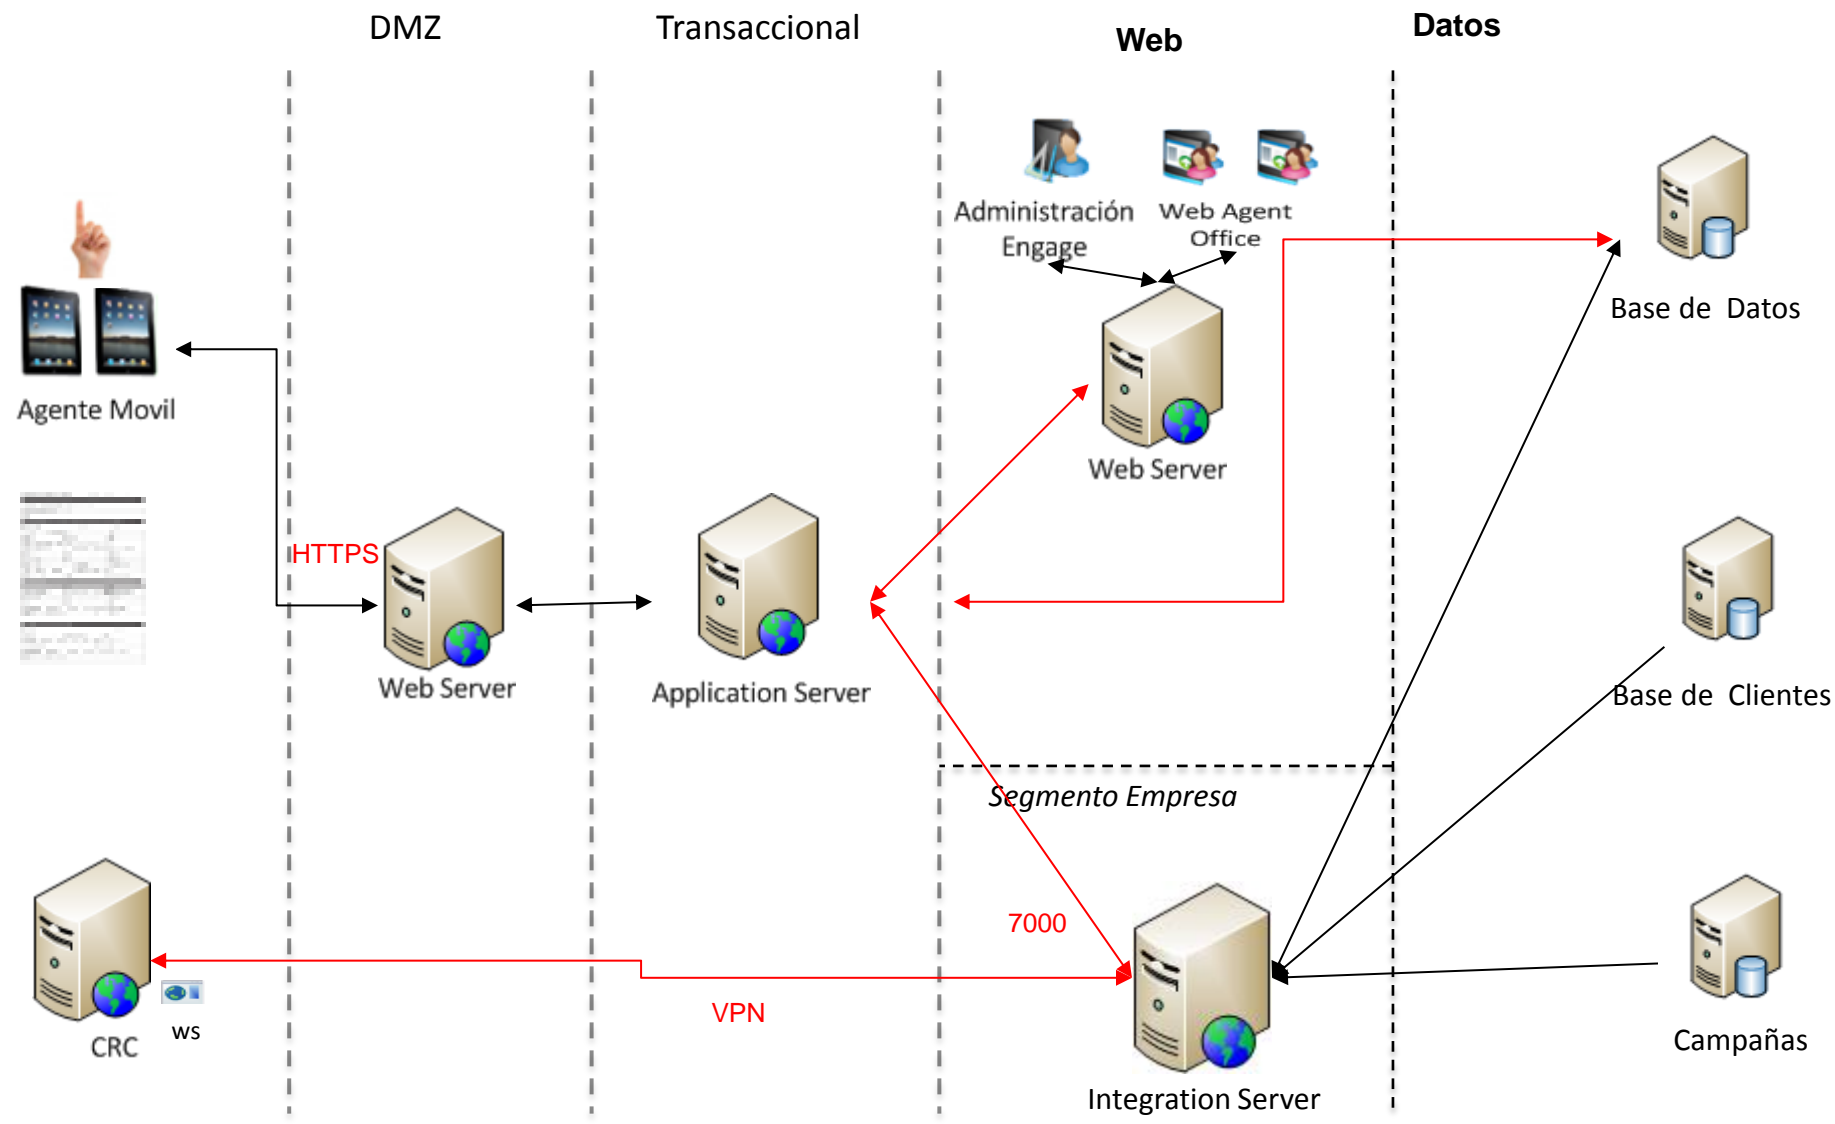 DMZ
Transaccional
Web
Datos
Administración
Engage
Web Agent
Office
Base de Datos
Agente Movil
Web Server
HTTPS
Web Server
Application Server
Base de Clientes
Segmento Empresa
7000
VPN
ws
CRC
Campañas
Integration Server